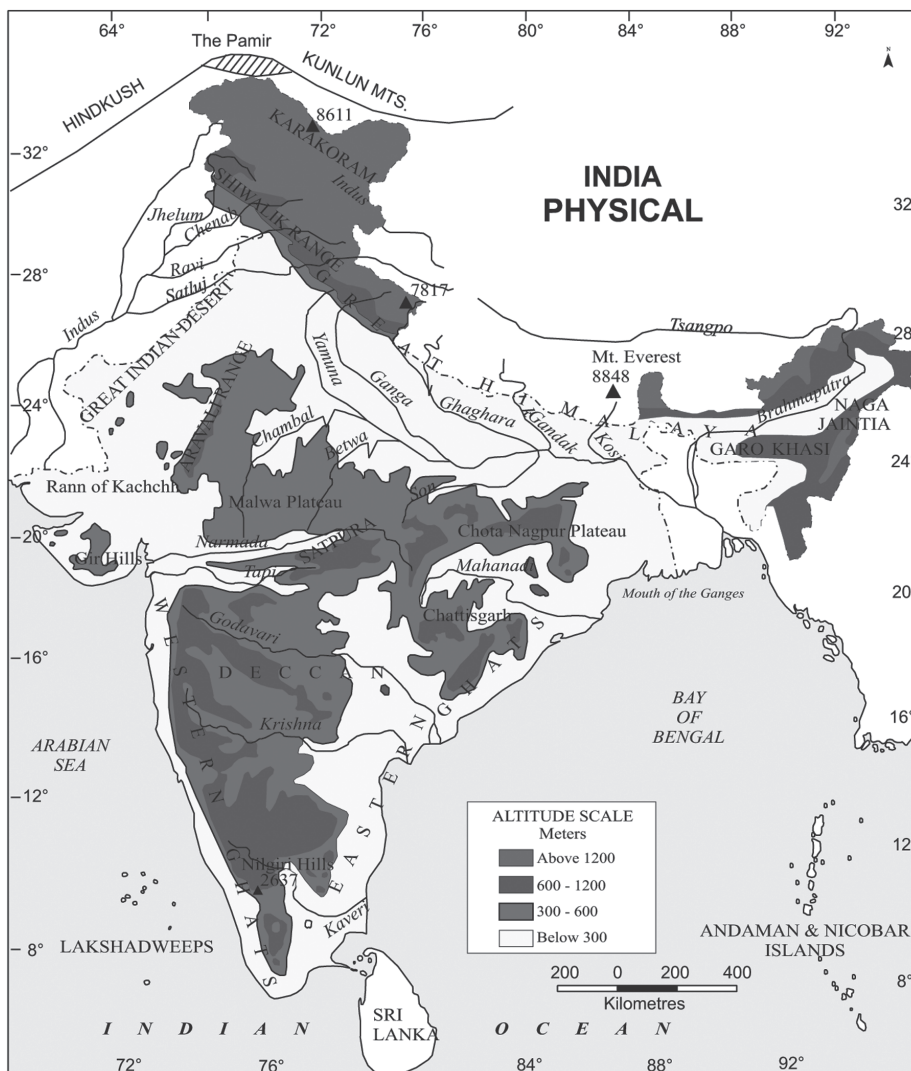 64°
72°
76°
84°
88°
92°
The Pamir
N
HINDKUSH
KUNLUN MTS.
8611
KARAKORAM
Indus
32°
INDIA
PHYSICAL
32
SHIWALIK RANGE
Jhelum
Chenab
Ravi
Satluj
28°
7817
Indus
GREAT INDIAN DESERT
GREAT HIMALAYA
Tsangpo
28
Mt. Everest
8848
Yamuna
Ganga
Ghaghara
Gandak
Kosi
Brahmaputra
NAGA
JAINTIA
GARO KHASI
24°
ARAVALI RANGE
Chambal
Betwa
24
Rann of Kachchh
Malwa Plateau
Son
Chota Nagpur Plateau
20°
Gir Hills
Narmada
SATPURA
Tapi
Mahanadi
Mouth of the Ganges
20
Chattisgarh
Godavari
16°
DECCAN
WESTERN GHATS
EASTERN GHATS
Krishna
BAY
OF
BENGAL
16°
ARABIAN
SEA
12°
ALTITUDE SCALE
Meters
Above 1200
600 - 1200
300 - 600
Below 300
12
Nilgiri Hills
2637
Kaveri
LAKSHADWEEPS
ANDAMAN & NICOBAR
ISLANDS
8°
8°
200 0 200 400
Kilometres
SRI
LANKA
INDIAN OCEAN
72°
76°
84°
88°
92°